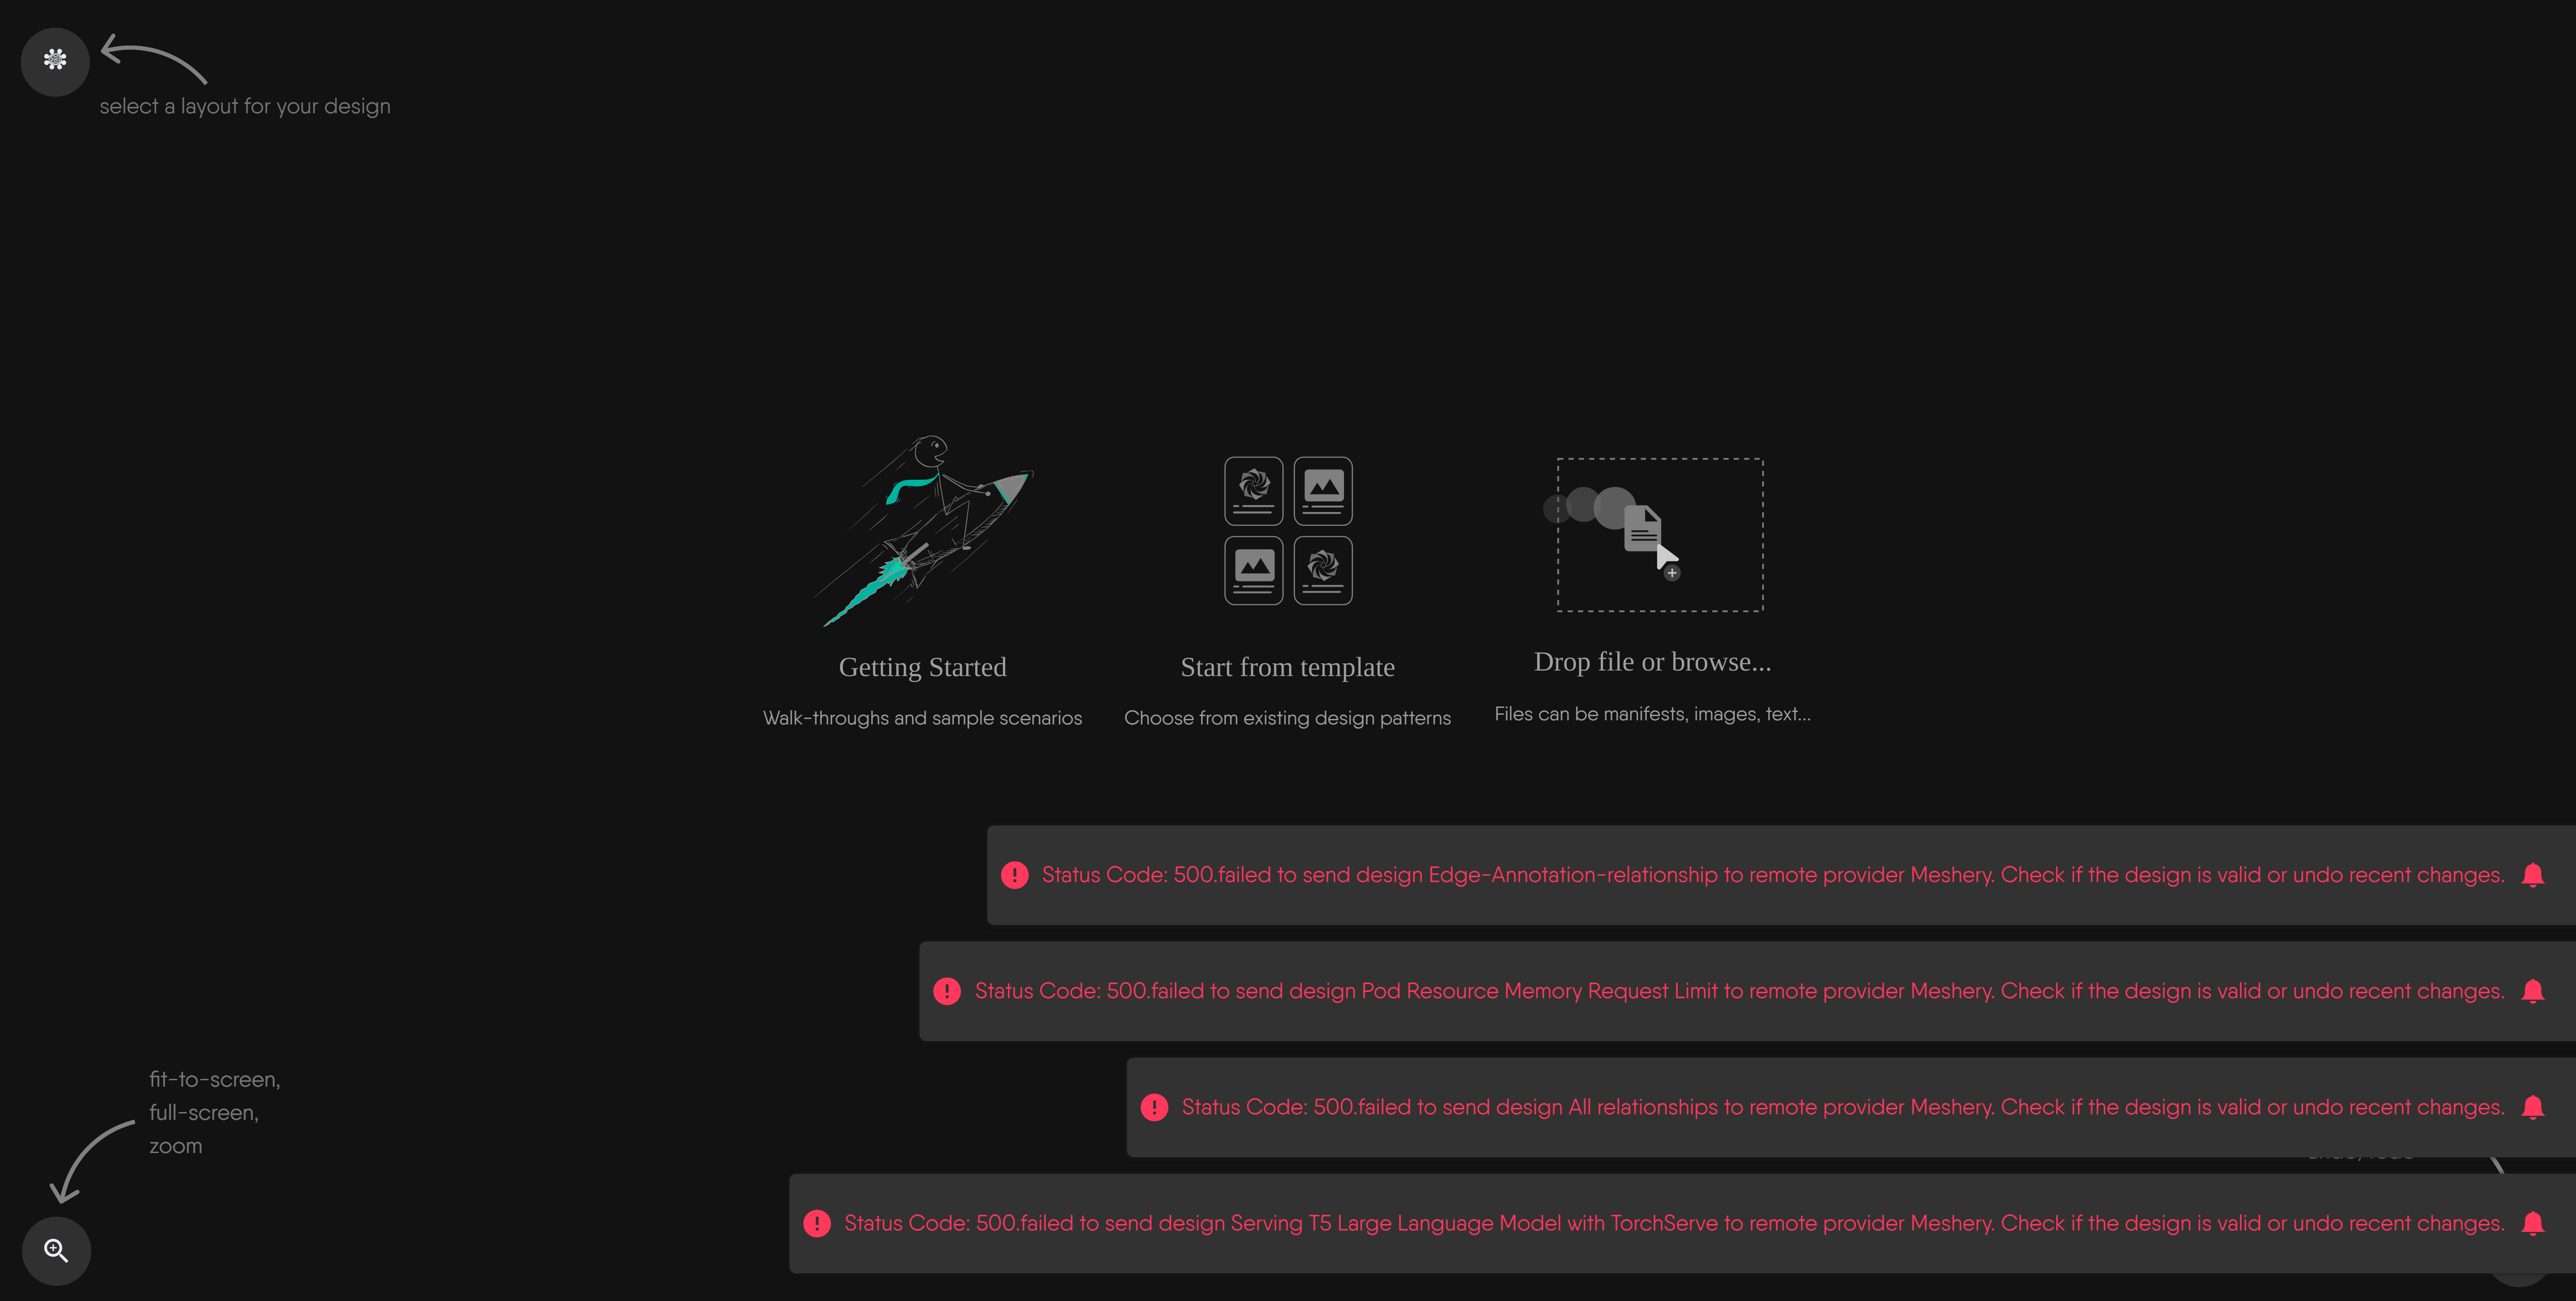 select a layout for your design
Getting Started
Walk-throughs and sample scenarios
Start from template
Choose from existing design patterns
Drop file or browse...
Files can be manifests, images, text...
Status Code: 500.failed to send design Edge-Annotation-relationship to remote provider Meshery. Check if the design is valid or undo recent changes.
Status Code: 500.failed to send design Pod Resource Memory Request Limit to remote provider Meshery. Check if the design is valid or undo recent changes.
Status Code: 500.failed to send design All relationships to remote provider Meshery. Check if the design is valid or undo recent changes.
Status Code: 500.failed to send design Serving T5 Large Language Model with TorchServe to remote provider Meshery. Check if the design is valid or undo recent changes.
fit-to-screen,
full-screen,
zoom